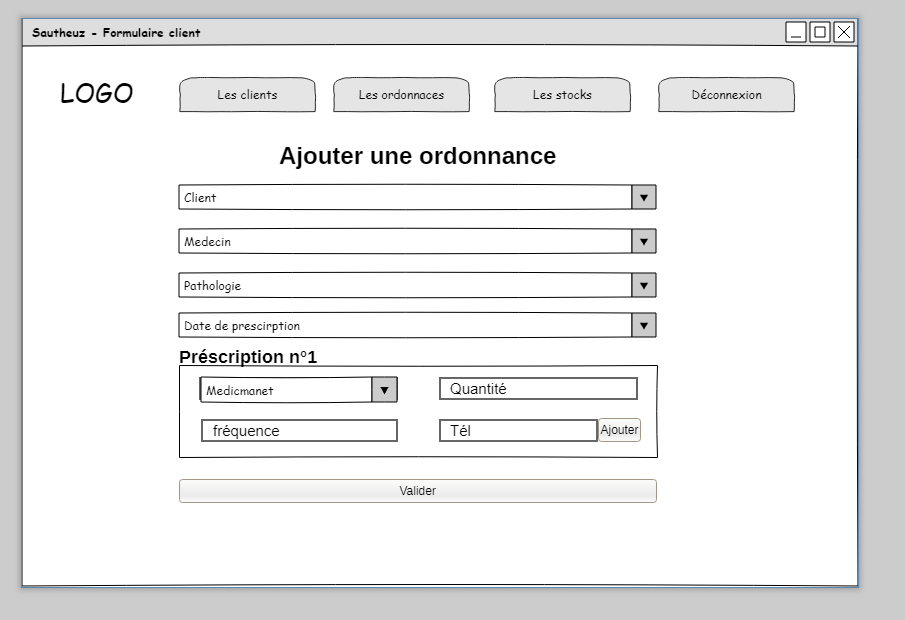 Sautheuz - Formulaire client
LOGO
Les clients
Les ordonnaces
Les stocks
Déconnexion
Ajouter une ordonnance
Client
Medecin
Pathologie
Date de prescirption
Préscription n°1
Medicmanet
Quantité
fréquence
Tél
Ajouter
Valider